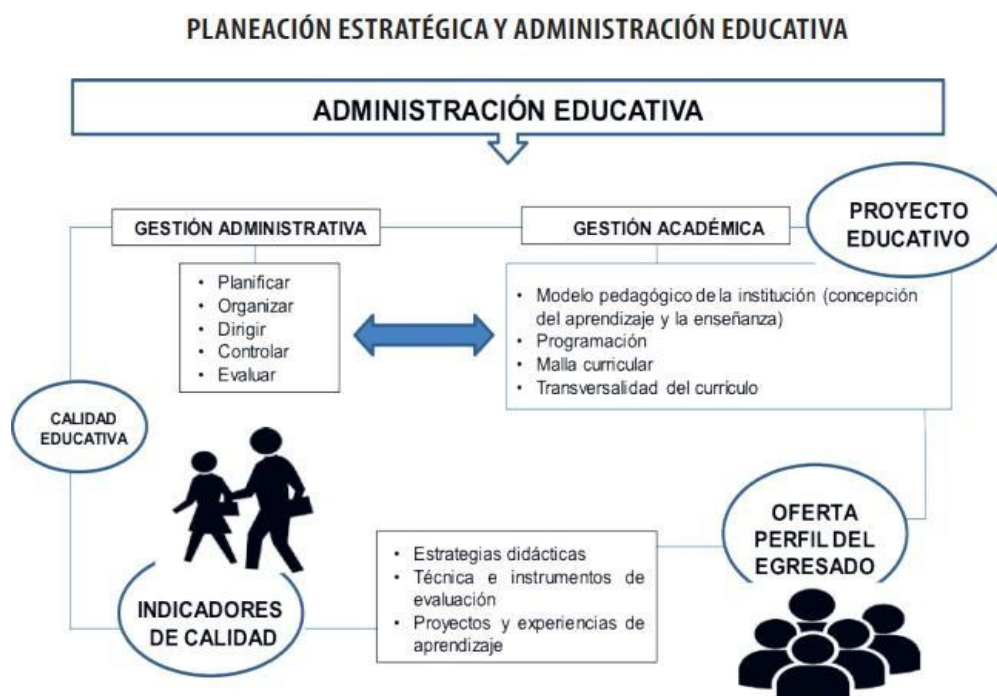 PLANEACIÓN ESTRATÉGICA Y ADMINISTRACIÓN EDUCATIVA
ADMINISTRACIÓN EDUCATIVA
GESTIÓN ADMINISTRATIVA
• Planificar
• Organizar
• Dirigir
• Controlar
• Evaluar
GESTIÓN ACADÉMICA
PROYECTO
EDUCATIVO
• Modelo pedagógico de la institución (concepción
del aprendizaje y la enseñanza)
• Programación
• Malla curricular
• Transversalidad del currículo
CALIDAD
EDUCATIVA
INDICADORES
DE CALIDAD
• Estrategias didácticas
• Técnica e instrumentos de
evaluación
• Proyectos y experiencias de
aprendizaje
OFERTA
PERFIL DEL
EGRESADO